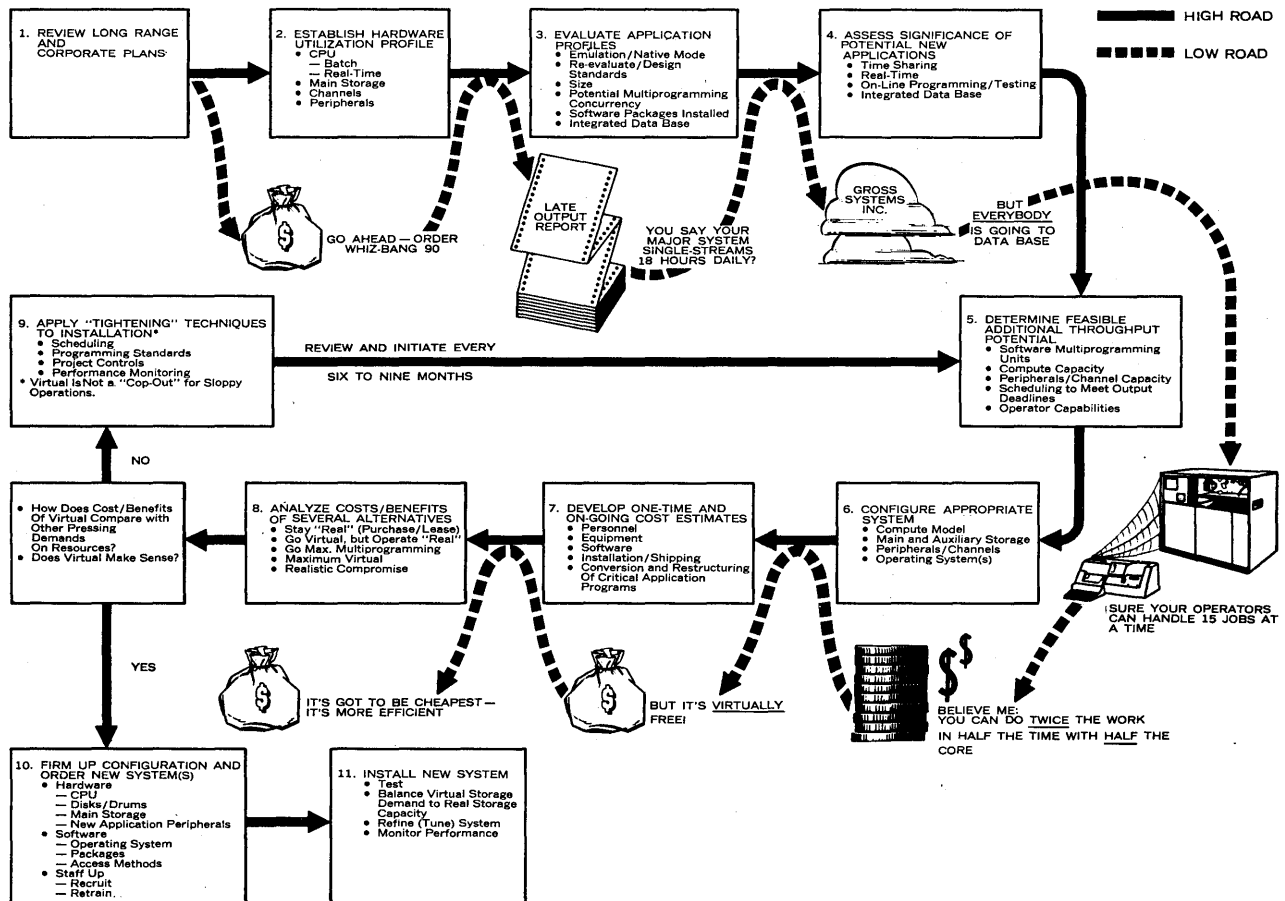 HIGH ROAD
LOW ROAD
1. REVIEW LONG RANGE
AND
CORPORATE PLANS
2. ESTABLISH HARDWARE
UTILIZATION PROFILE
• CPU
— Batch
— Real-Time
• Main Storage
• Channels
• Peripherals
3. EVALUATE APPLICATION
PROFILES
• Emulation/Native Mode
• Re-evaluate/Design
Standards
• Size
• Potential Multiprogramming
Concurrency
• Software Packages Installed
• Integrated Data Base
4. ASSESS SIGNIFICANCE OF
POTENTIAL NEW
APPLICATIONS
• Time Sharing
• Real-Time
• On-Line Programming/Testing
• Integrated Data Base
$
GO AHEAD — ORDER
WHIZ-BANG 90
LATE
OUTPUT
REPORT
YOU SAY YOUR
MAJOR SYSTEM
SINGLE-STREAMS
18 HOURS DAILY?
GROSS
SYSTEMS
INC.
BUT
EVERYBODY
IS GOING TO
DATA BASE
9. APPLY "TIGHTENING" TECHNIQUES
TO INSTALLATION*
• Scheduling
• Programming Standards
• Project Controls
• Performance Monitoring
* Virtual IsNot a "Cop-Out" for Sloppy
Operations.
REVIEW AND INITIATE EVERY
SIX TO NINE MONTHS
5. DETERMINE FEASIBLE
ADDITIONAL THROUGHPUT
POTENTIAL
• Software Multiprogramming
Units
• Compute Capacity
• Peripherals/Channel Capacity
• Scheduling to Meet Output
Deadlines
• Operator Capabilities
NO
• How Does Cost/Benefits
Of Virtual Compare with
Other Pressing
Demands
On Resources?
• Does Virtual Make Sense?
8. ANALYZE COSTS/BENEFITS
OF SEVERAL ALTERNATIVES
• Stay "Real" (Purchase/Lease)
• Go Virtual, but Operate "Real"
• Go Max. Multiprogramming
• Maximum Virtual
• Realistic Compromise
7. DEVELOP ONE-TIME AND
ON-GOING COST ESTIMATES
• Personnel
• Equipment
• Software
• Installation/Shipping
• Conversion and Restructuring
Of Critical Application
Programs
6. CONFIGURE APPROPRIATE
SYSTEM
• Compute Model
• Main and Auxiliary Storage
• Peripherals/Channels
• Operating System(s)
SURE YOUR OPERATORS
CAN HANDLE 15 JOBS AT
A TIME
YES
$
IT'S GOT TO BE CHEAPEST—
IT'S MORE EFFICIENT
$
BUT IT'S VIRTUALLY
FREE!
$ $
BELIEVE ME:
YOU CAN DO TWICE THE WORK
IN HALF THE TIME WITH HALF THE
CORE
10. FIRM UP CONFIGURATION AND
ORDER NEW SYSTEM(S)
• Hardware
— CPU
— Disks/Drums
— Main Storage
— New Application Peripherals
• Software
— Operating System
— Packages
— Access Methods
• Staff Up
— Recruit
— Retrain.
11. INSTALL NEW SYSTEM
• Test
• Balance Virtual Storage
Demand to Real Storage
Capacity
• Refine (Tune) System
• Monitor Performance